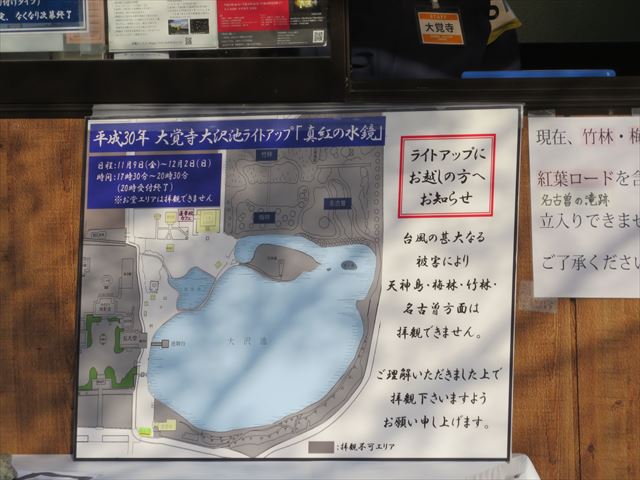 なくなり次第終了
STAFF
大覚寺
平成30年 大覚寺大沢池ライトアップ「真紅の水鏡」
日程:11月9日(金)~12月2日(日)
時間:17時30分~20時30分
(20時受付終了)
※お堂エリアは拝観できません
竹林
梅林
名古曽
大沢池
:拝観不可エリア
ライトアップに
お越しの方へ
お知らせ
台風の甚大なる
被害により
天神島・梅林・竹林・
名古曽方面は
拝観できません。
ご理解いただきました上で
拝観下さいますよう
お願い申し上げます。
現在、竹林・梅
紅葉ロードを含
名古曽の滝跡
立入りできませ
ご了承ください